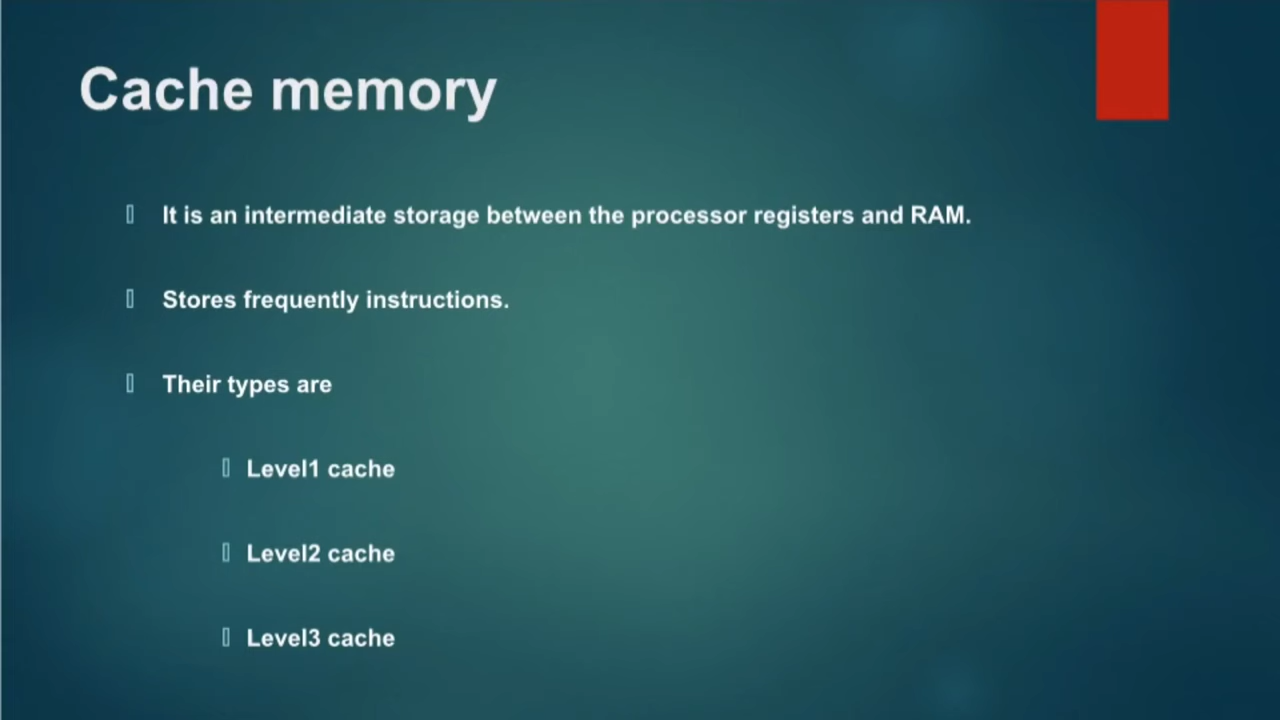 Cache memory
It is an intermediate storage between the processor registers and RAM.
Stores frequently instructions.
Their types are
Level1 cache
Level2 cache
Level3 cache